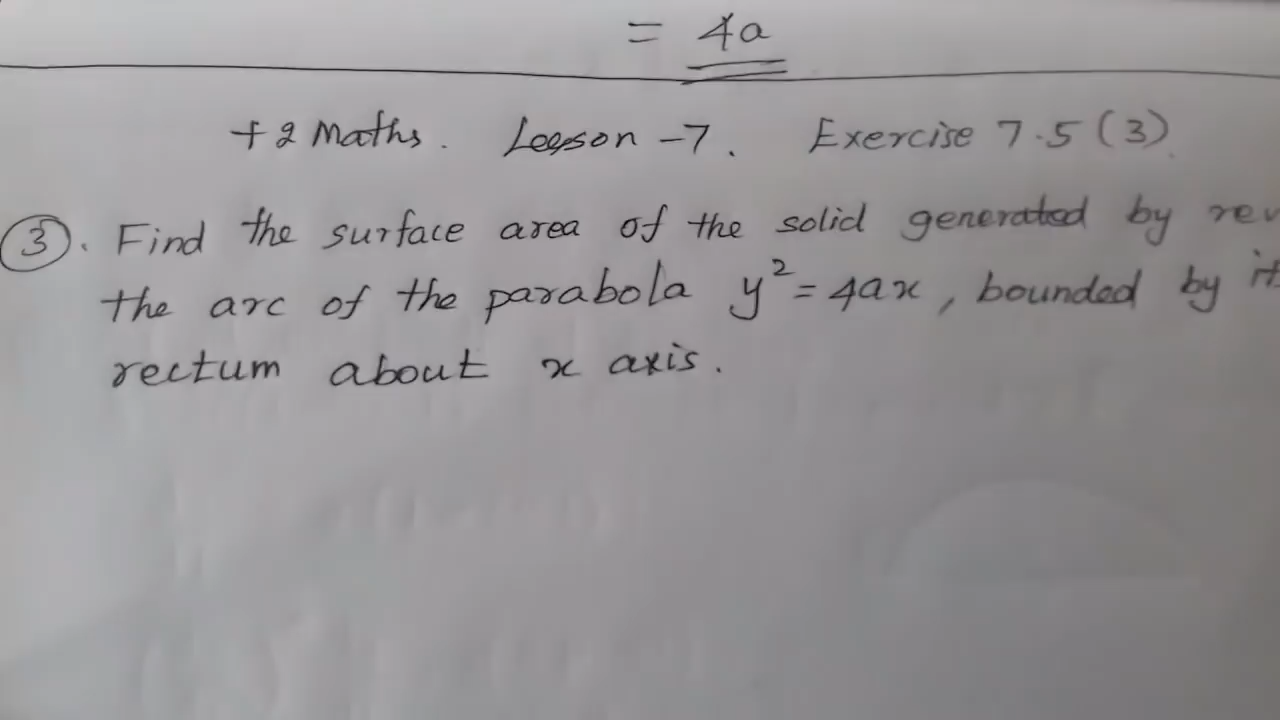 = 4a
+2 Maths. Lesson -7. Exercise 7.5 (3)
3. Find the surface area of the solid generated by
the arc of the parabola y² = 4ax, bounded by
rectum about x axis.